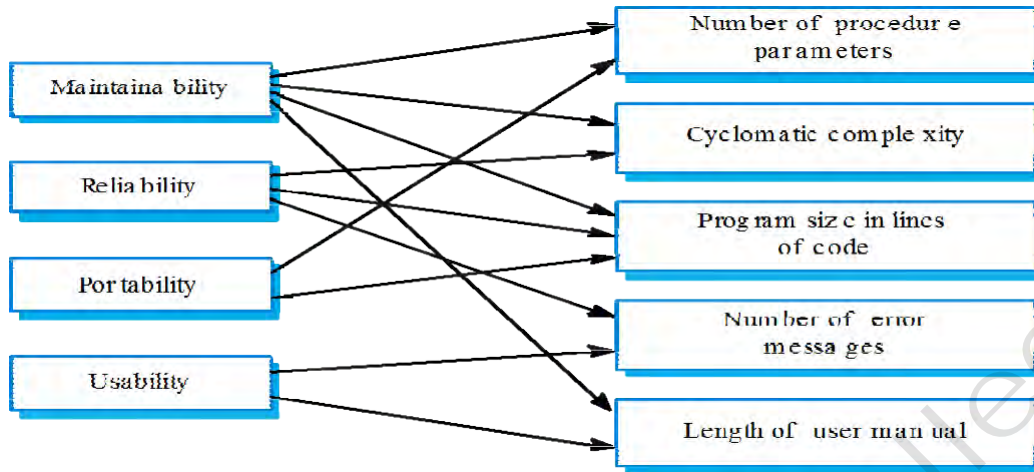 Maintainability
Reliability
Portability
Usability
Number of procedure
parameters
Cyclomatic complexity
Program size in lines
of code
Number of error
messages
Length of user manual